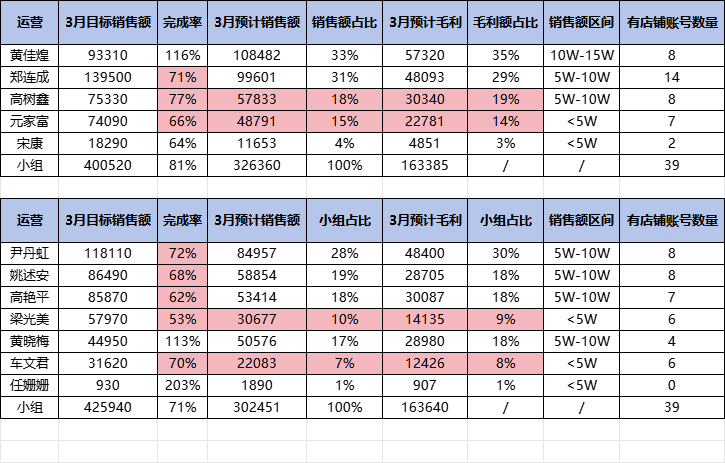 运营 3月目标销售额 完成率 3月预计销售额 销售额占比 3月预计毛利 毛利额占比 销售额区间 有店铺账号数量
黄佳煌 93310 116% 108482 33% 57320 35% 10W-15W 8
郑连成 139500 71% 99601 31% 48093 29% 5W-10W 14
高树鑫 75330 77% 57833 18% 30340 19% 5W-10W 8
元家富 74090 66% 48791 15% 22781 14% <5W 7
宋康 18290 64% 11653 4% 4851 3% <5W 2
小组 400520 81% 326360 100% 163385 / / 39
运营 3月目标销售额 完成率 3月预计销售额 小组占比 3月预计毛利 小组占比 销售额区间 有店铺账号数量
尹丹虹 118110 72% 84957 28% 48400 30% 5W-10W 8
姚述安 86490 68% 58854 19% 28705 18% 5W-10W 8
高艳平 85870 62% 53414 18% 30087 18% 5W-10W 7
梁光美 57970 53% 30677 10% 14135 9% <5W 6
黄晓梅 44950 113% 50576 17% 28980 18% 5W-10W 4
车文君 31620 70% 22083 7% 12426 8% <5W 6
任姗姗 930 203% 1890 1% 907 1% <5W 0
小组 425940 71% 302451 100% 163640 / / 39